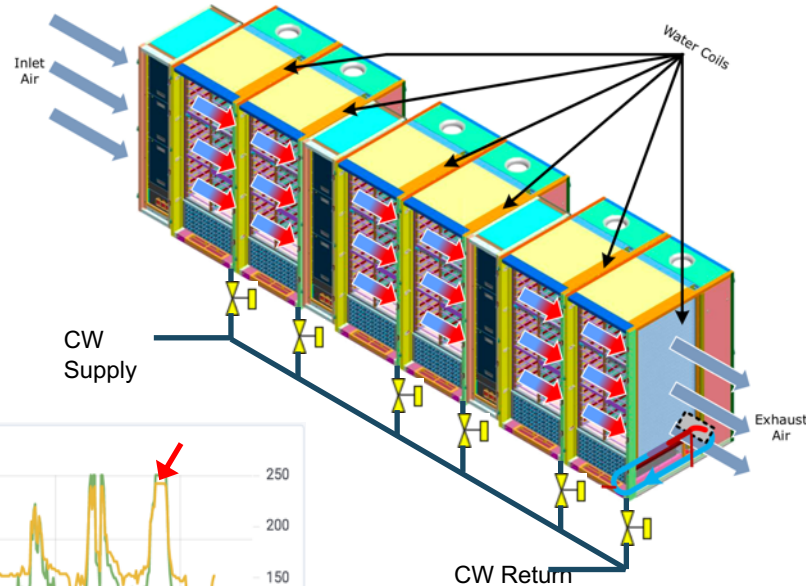 Water Coils
Inlet
Air
CW
Supply
Exhaust
Air
250
200
150
CW Return